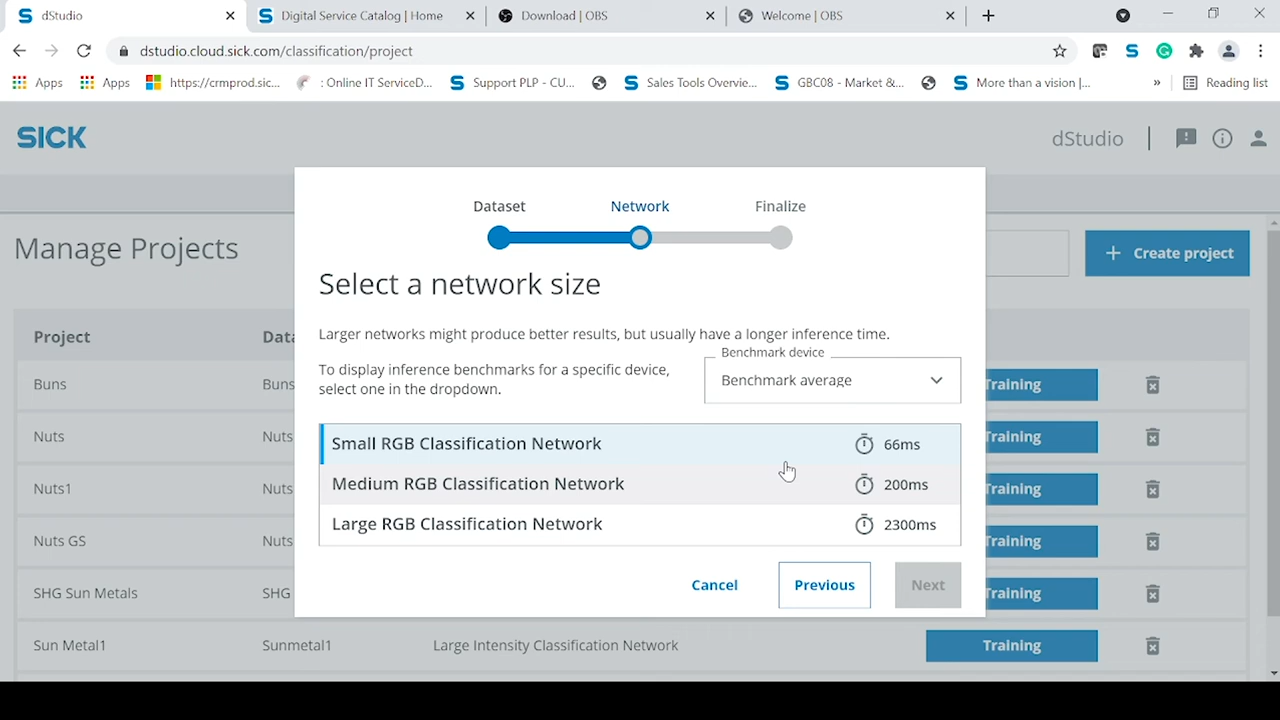 dStudio
Digital Service Catalog | Home
Download | OBS
Welcome | OBS
dstudio.cloud.sick.com/classification/project
Apps
Apps
https://crmprod.sic...
: Online IT ServiceD...
Support PLP - CU...
Sales Tools Overvie...
GBC08 - Market &...
More than a vision |...
»
Reading list
SICK
dStudio
Dataset
Network
Finalize
Manage Projects
+ Create project
Select a network size
Larger networks might produce better results, but usually have a longer inference time.
To display inference benchmarks for a specific device,
select one in the dropdown.
Benchmark device
Benchmark average
Small RGB Classification Network 66ms
Medium RGB Classification Network 200ms
Large RGB Classification Network 2300ms
Cancel
Previous
Next
Project
Data
Buns Buns Training
Nuts Nuts Training
Nuts1 Nuts Training
Nuts GS Nuts Training
SHG Sun Metals SHG Training
Sun Metal1 Sunmetal1 Large Intensity Classification Network Training